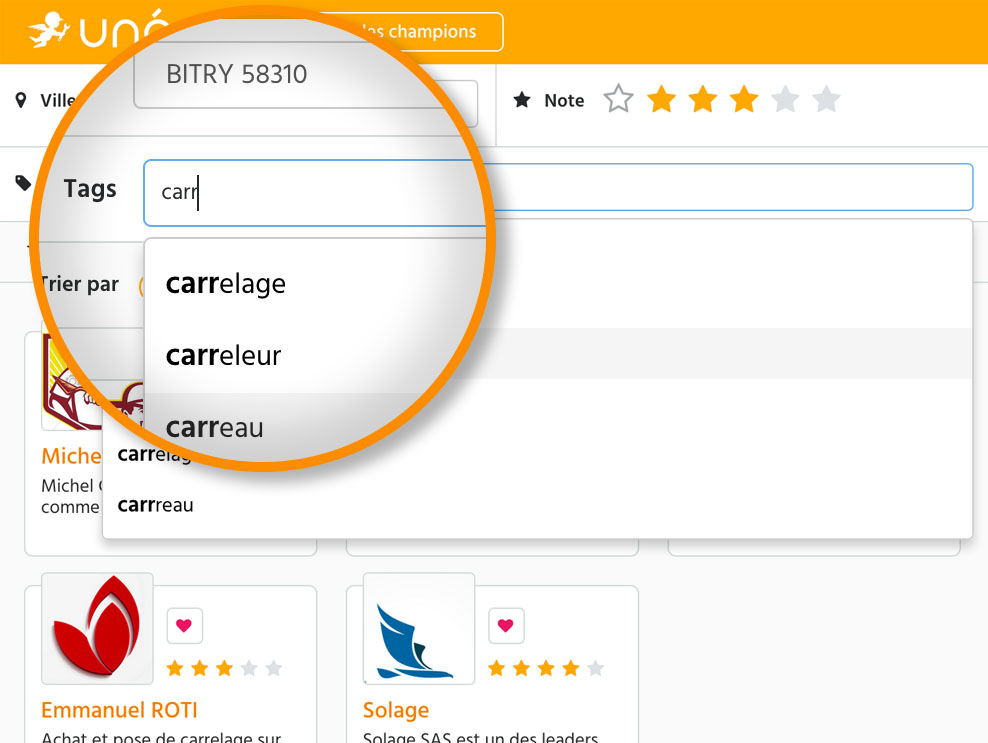 uné
les champions
BITRY 58310
Ville
Note
Tags
carr
Trier par
carrelage
carreleur
carreau
carrelag
carrreau
Miche
Michel
comme
Emmanuel ROTI
Achat et pose de carrelage sur
Solage
Solage SAS est un des leaders